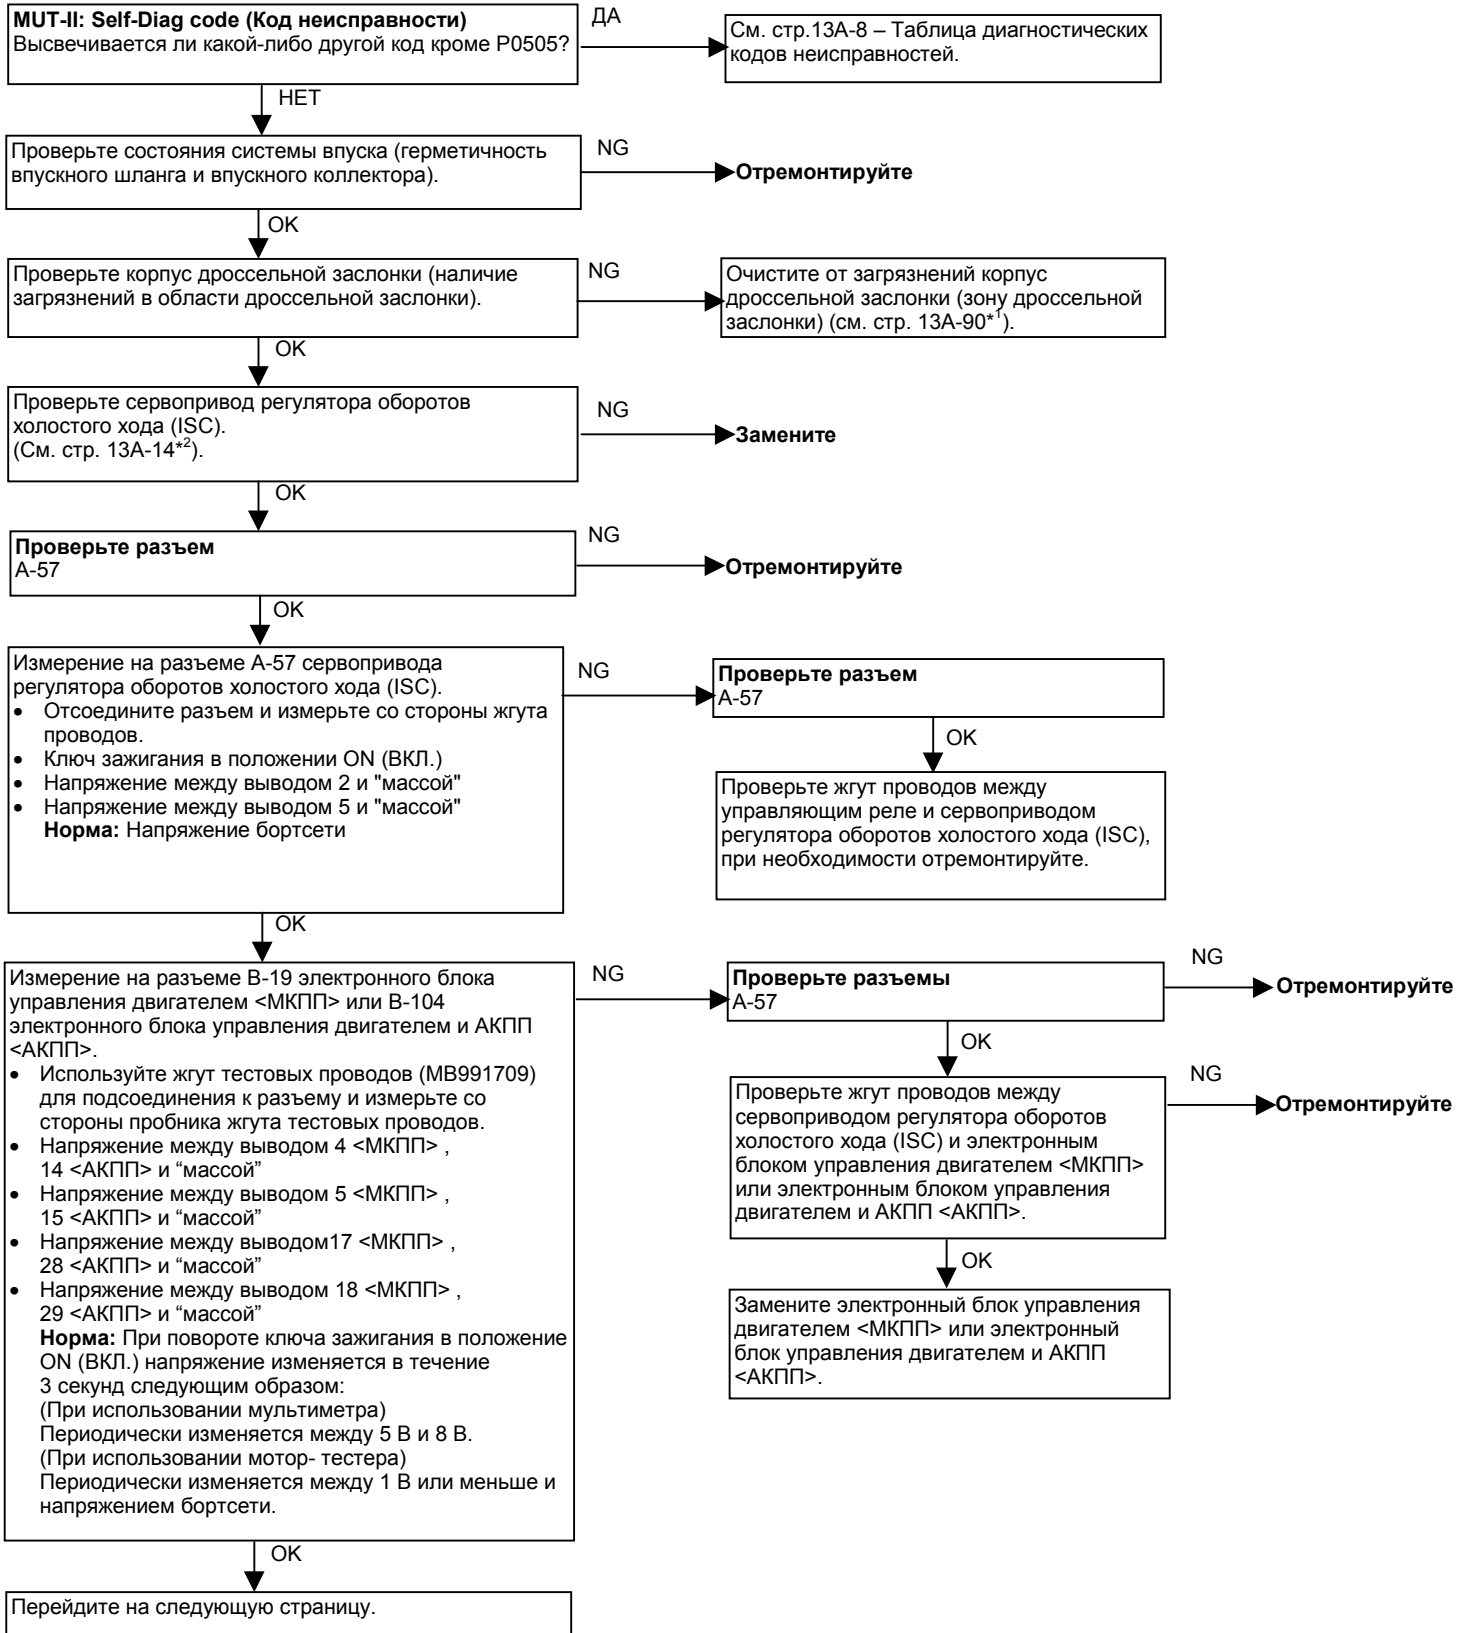 MUT-II: Self-Diag code (Код неисправности)
Высвечивается ли какой-либо другой код кроме P0505?
ДА
См. стр.13A-8 – Таблица диагностических
кодов неисправностей.
НЕТ
Проверьте состояния системы впуска (герметичность
впускного шланга и впускного коллектора).
NG
Отремонтируйте
OK
Проверьте корпус дроссельной заслонки (наличие
загрязнений в области дроссельной заслонки).
NG
Очистите от загрязнений корпус
дроссельной заслонки (зону дроссельной
заслонки) (см. стр. 13A-90*1).
OK
Проверьте сервопривод регулятора оборотов
холостого хода (ISC).
(См. стр. 13A-14*2).
NG
Замените
OK
Проверьте разъем
A-57
NG
Отремонтируйте
OK
Измерение на разъеме A-57 сервопривода
регулятора оборотов холостого хода (ISC).
• Отсоедините разъем и измерьте со стороны жгута
проводов.
• Ключ зажигания в положении ON (ВКЛ.)
• Напряжение между выводом 2 и "массой"
• Напряжение между выводом 5 и "массой"
Норма: Напряжение бортсети
NG
Проверьте разъем
A-57
OK
Проверьте жгут проводов между
управляющим реле и сервоприводом
регулятора оборотов холостого хода (ISC),
при необходимости отремонтируйте.
OK
Измерение на разъеме B-19 электронного блока
управления двигателем <МКПП> или B-104
электронного блока управления двигателем и АКПП
<АКПП>.
• Используйте жгут тестовых проводов (MB991709)
для подсоединения к разъему и измерьте со
стороны пробника жгута тестовых проводов.
• Напряжение между выводом 4 <МКПП> ,
14 <АКПП> и “массой”
• Напряжение между выводом 5 <МКПП> ,
15 <АКПП> и “массой”
• Напряжение между выводом17 <МКПП> ,
28 <АКПП> и “массой”
• Напряжение между выводом 18 <МКПП> ,
29 <АКПП> и “массой”
Норма: При повороте ключа зажигания в положение
ON (ВКЛ.) напряжение изменяется в течение
3 секунд следующим образом:
(При использовании мультиметра)
Периодически изменяется между 5 В и 8 В.
(При использовании мотор- тестера)
Периодически изменяется между 1 В или меньше и
напряжением бортсети.
NG
Проверьте разъемы
A-57
NG
Отремонтируйте
OK
Проверьте жгут проводов между
сервоприводом регулятора оборотов
холостого хода (ISC) и электронным
блоком управления двигателем <МКПП>
или электронным блоком управления
двигателем и АКПП <АКПП>.
NG
Отремонтируйте
OK
Замените электронный блок управления
двигателем <МКПП> или электронный
блок управления двигателем и АКПП
<АКПП>.
OK
Перейдите на следующую страницу.